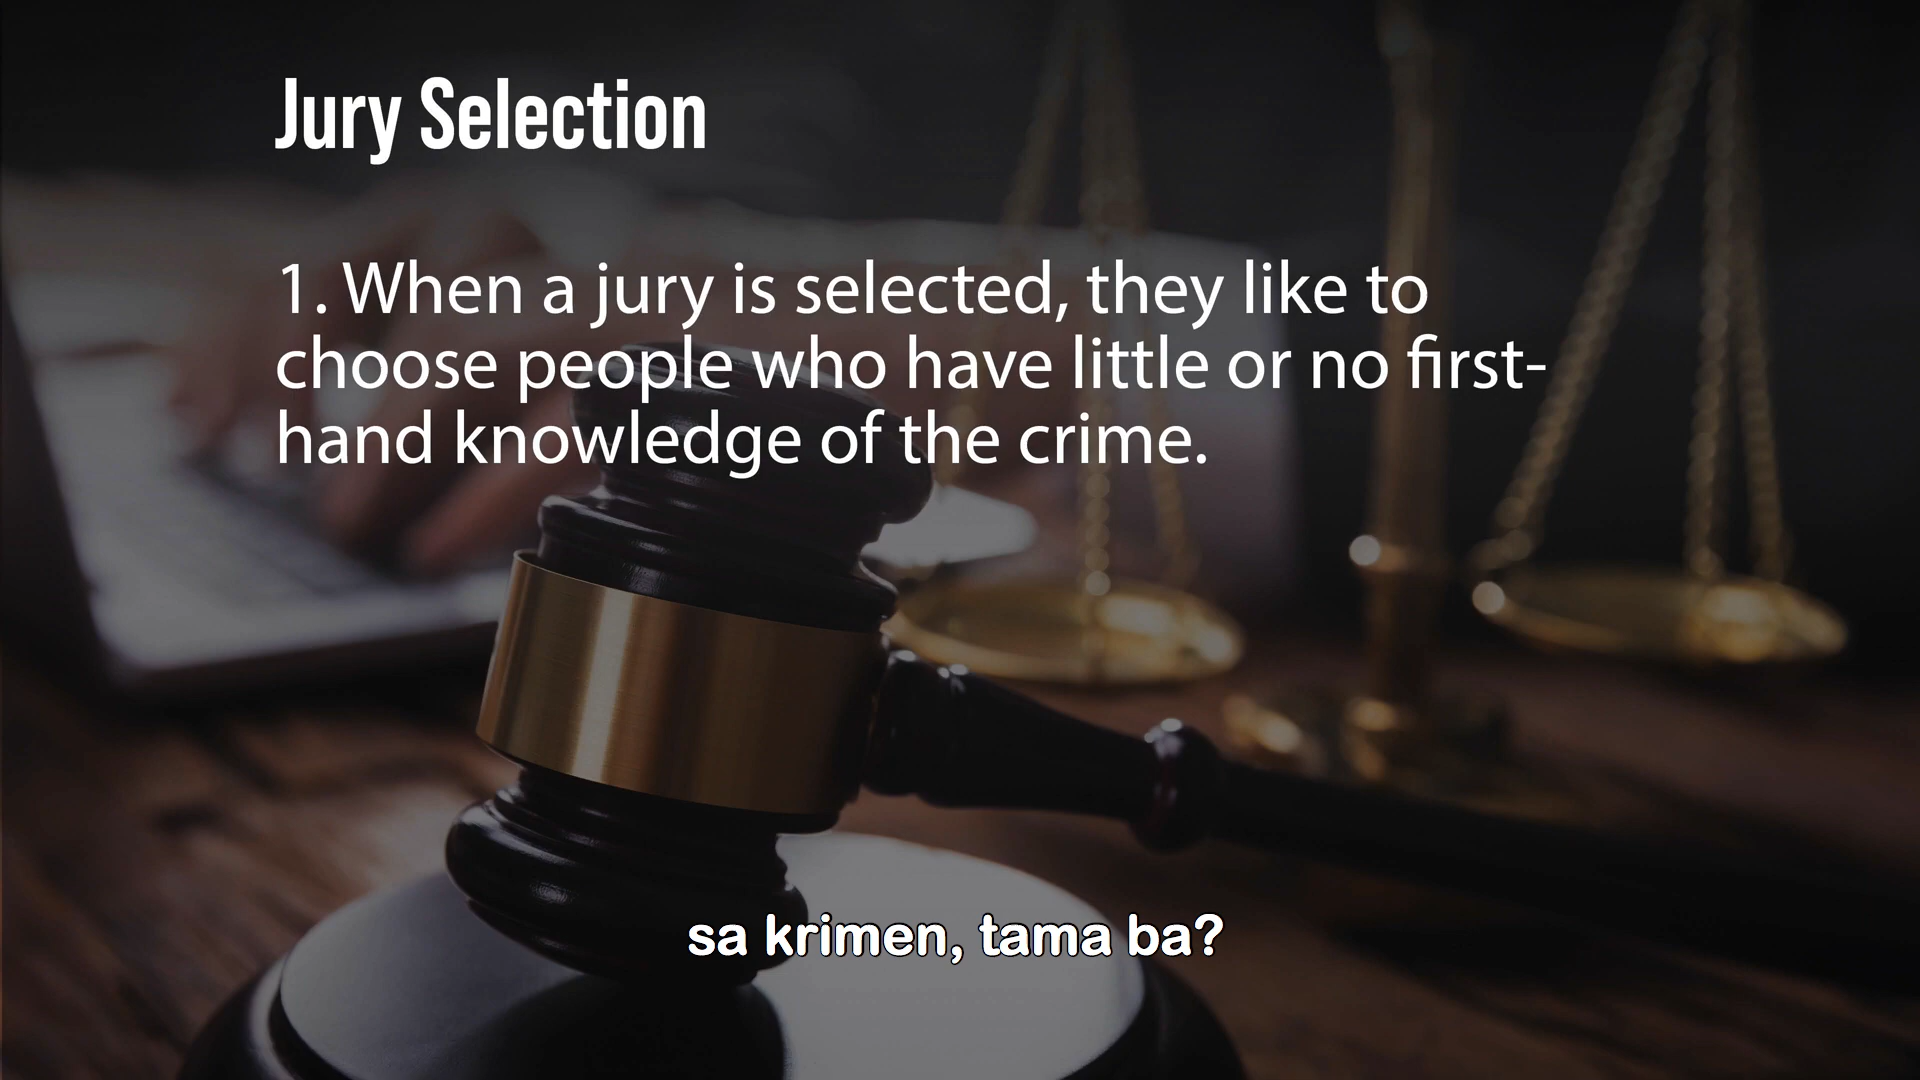 Jury Selection
1. When a jury is selected, they like to
choose people who have little or no first-
hand knowledge of the crime.
sa krimen, tama ba?